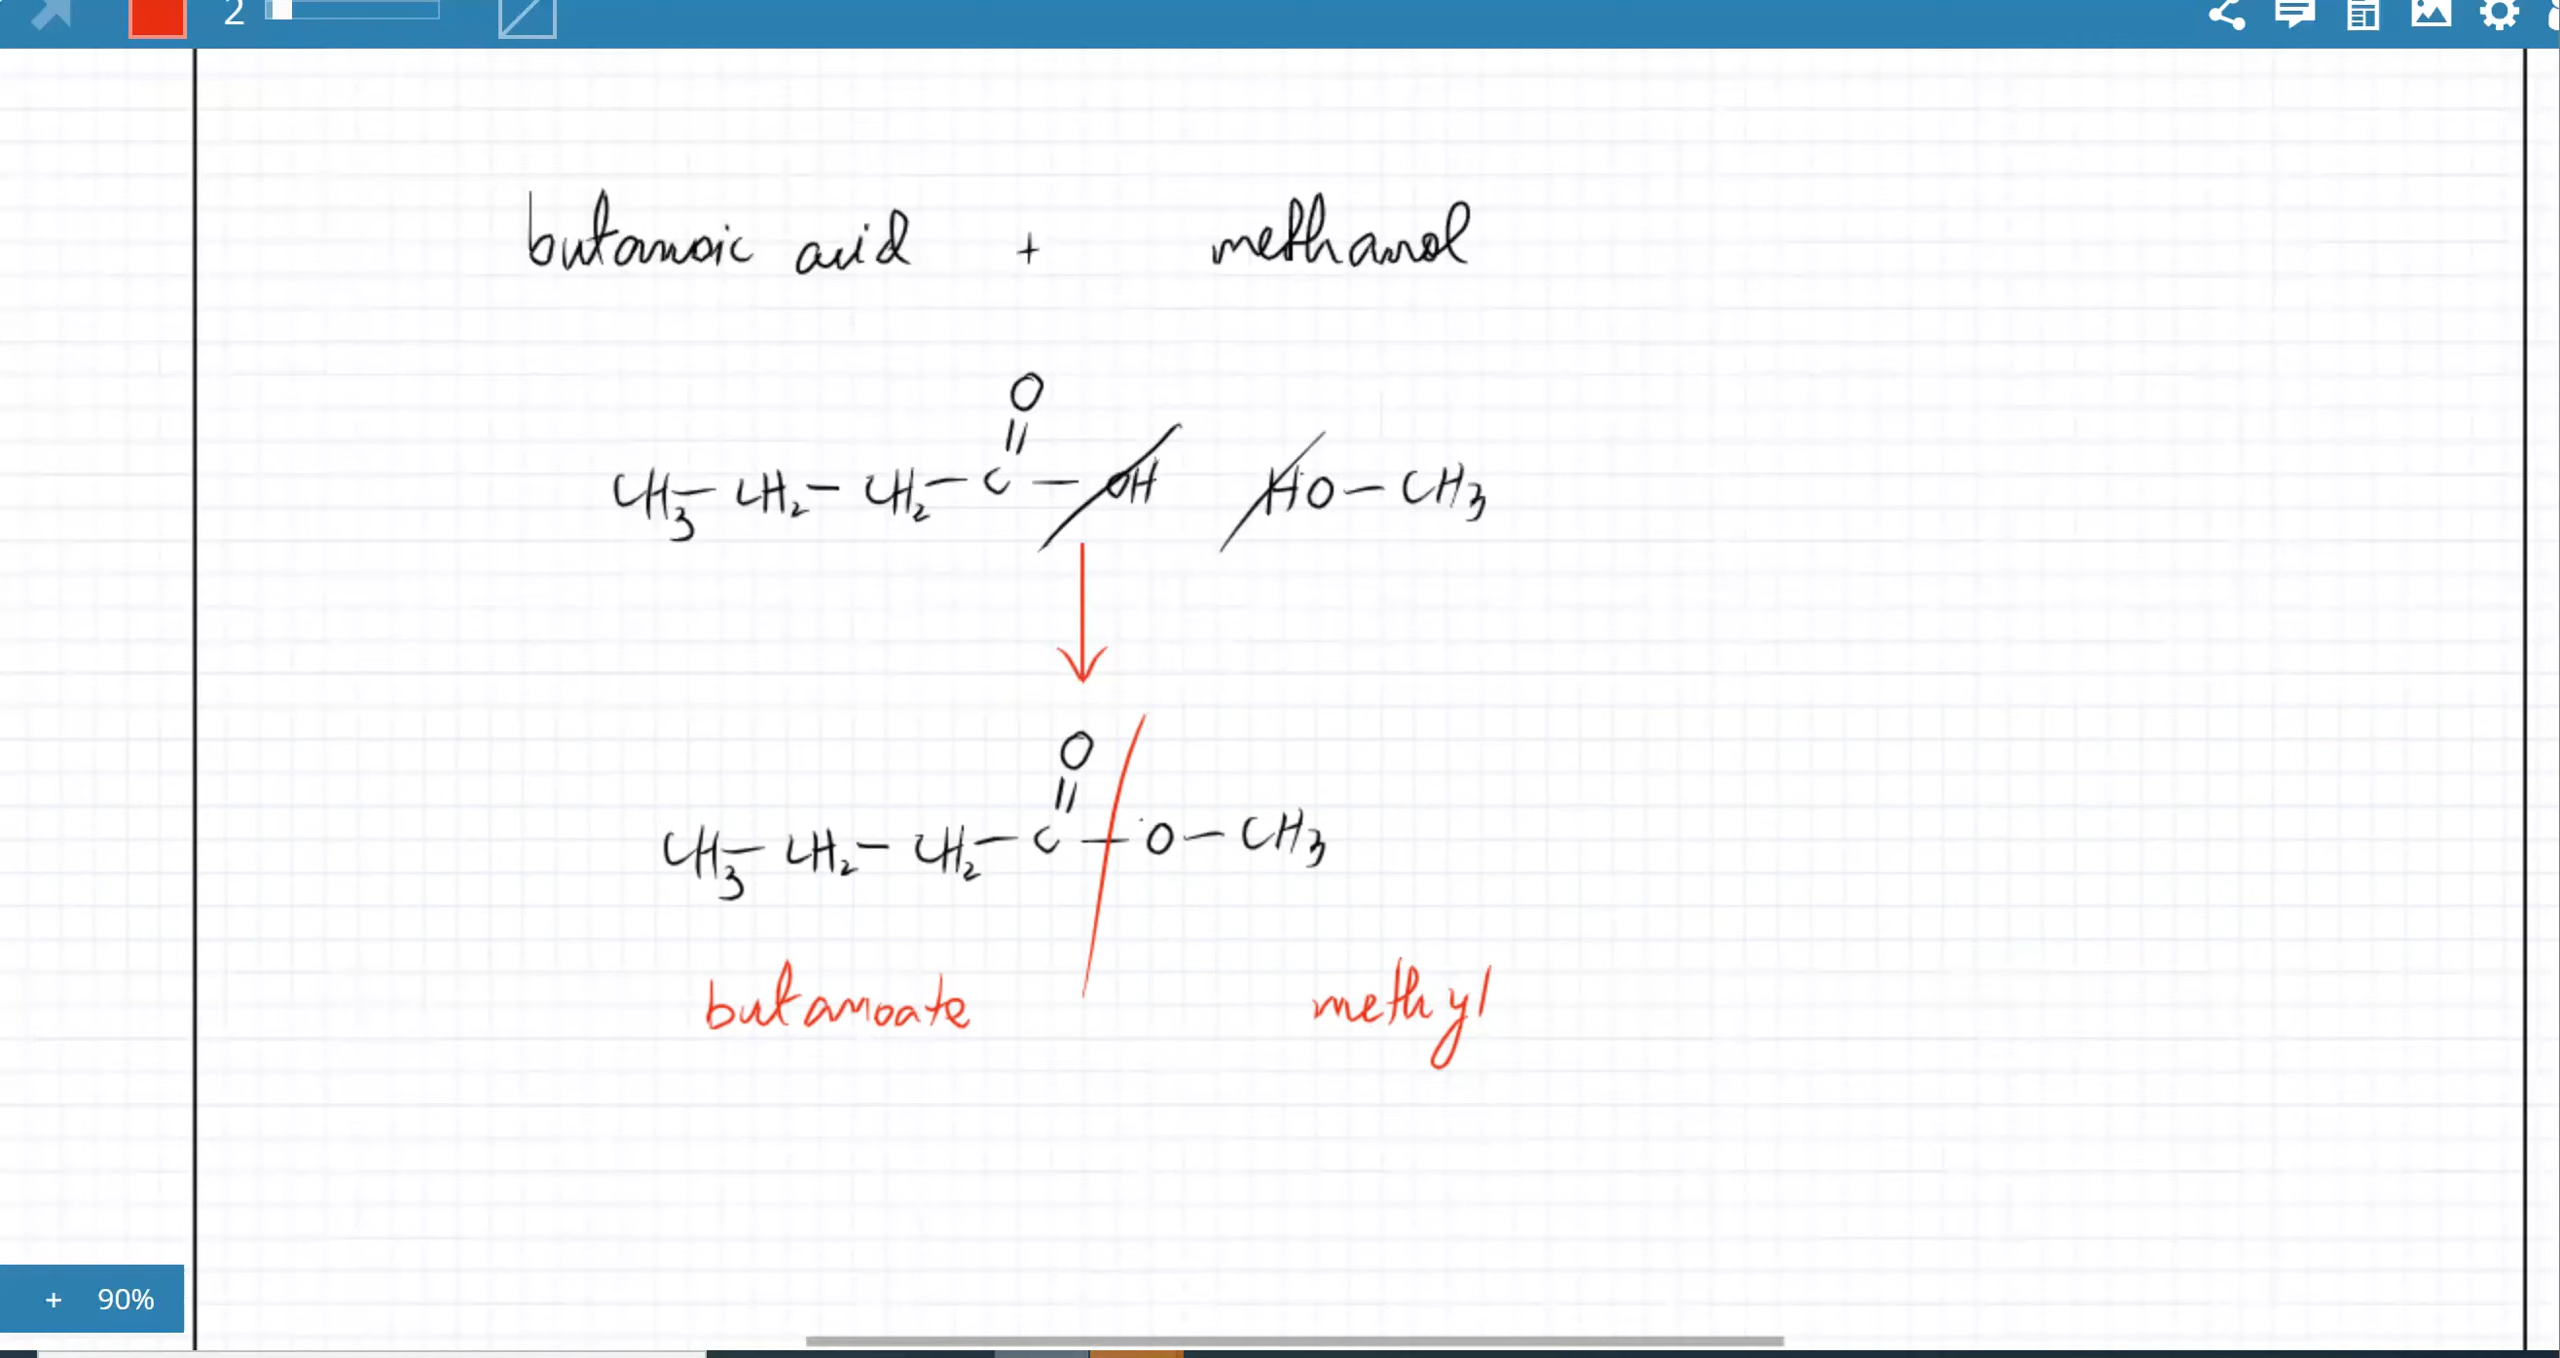 2
butanoic acid + methanol
O
||
CH3 - CH2 - CH2 - C - OH HO - CH3
O
||
CH3 - CH2 - CH2 - C - O - CH3
butanoate methyl
+ 90%